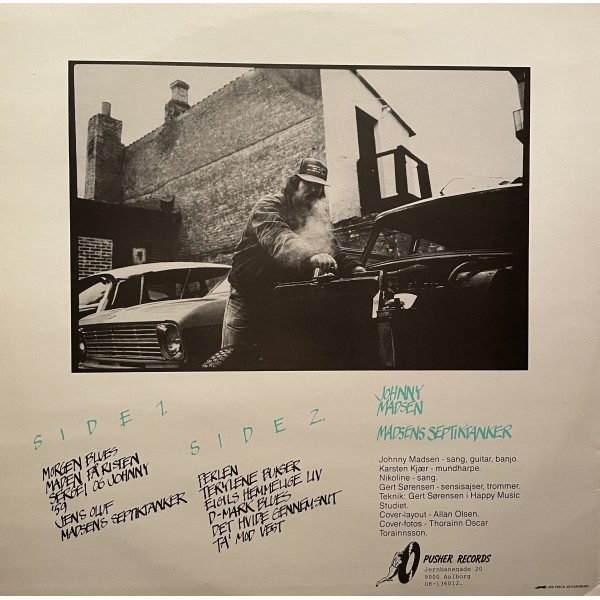 SIDE 1.
MORGEN BLUES
MADEN PÅ RISTEN
SERGEJ OG JOHNNY
'59
JENS OLUF
MADSENS SEPTIKTANKER
SIDE 2.
PERLEN
TERYLENE BUKSER
EIGILS HEMMELIGE LIV
D-MARK BLUES
DET HVIDE GENNEMSNIT
TA' MOD VEST
JOHNNY
MADSEN
MADSENS SEPTIKTANKER
Johnny Madsen - sang, guitar, banjo.
Karsten Kjær - mundharpe.
Nikoline - sang.
Gert Sørensen - sensisajser, trommer.
Teknik: Gert Sørensen i Happy Music
Studiet.
Cover-layout - Allan Olsen.
Cover-fotos - Thorainn Oscar
Torainnsson.
PUSHER RECORDS
Jernbanegade 20
9000 Aalborg
08-136012.